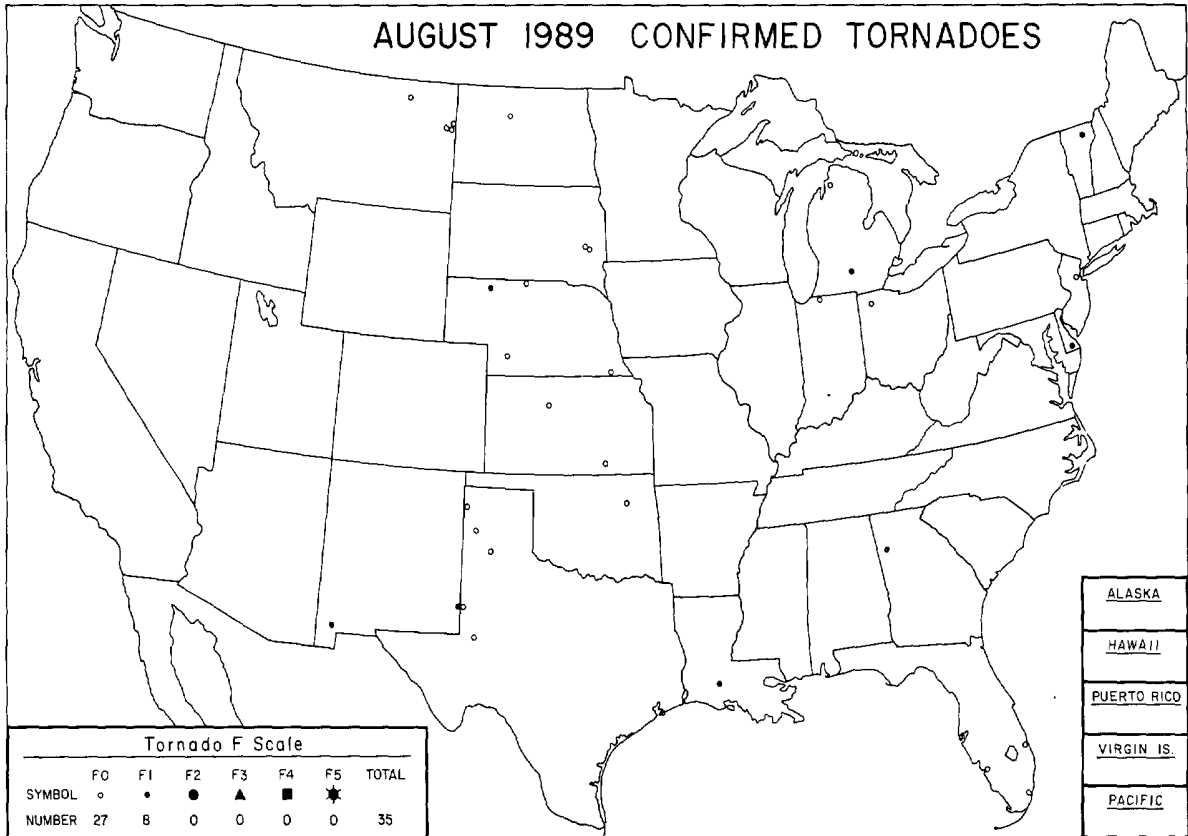 AUGUST 1989 CONFIRMED TORNADOES
ALASKA
HAWAII
PUERTO RICO
VIRGIN IS.
PACIFIC
Tornado F Scale
F0 F1 F2 F3 F4 F5 TOTAL
SYMBOL
NUMBER 27 8 0 0 0 0 35